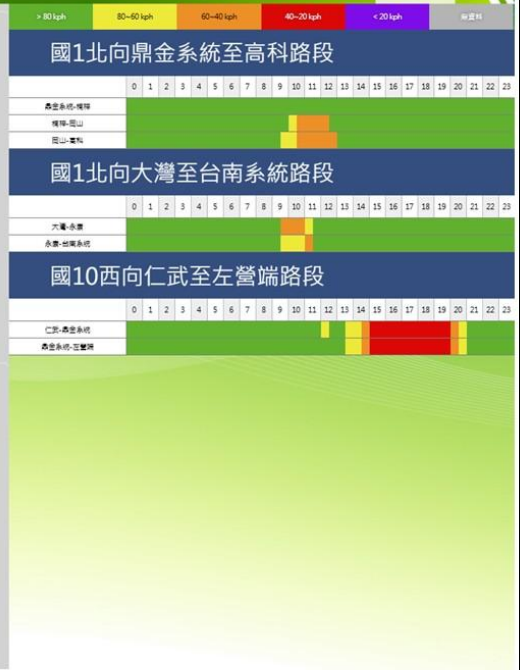 > 80 kph 80~60 kph 60~40 kph 40~20 kph < 20 kph 無資料
國1北向鼎金系統至高科路段
0 1 2 3 4 5 6 7 8 9 10 11 12 13 14 15 16 17 18 19 20 21 22 23
鼎金系統-楠梓
楠梓-岡山
岡山-高科
國1北向大灣至台南系統路段
0 1 2 3 4 5 6 7 8 9 10 11 12 13 14 15 16 17 18 19 20 21 22 23
大灣-永康
永康-台南系統
國10西向仁武至左營端路段
0 1 2 3 4 5 6 7 8 9 10 11 12 13 14 15 16 17 18 19 20 21 22 23
仁武-鼎金系統
鼎金系統-左營端